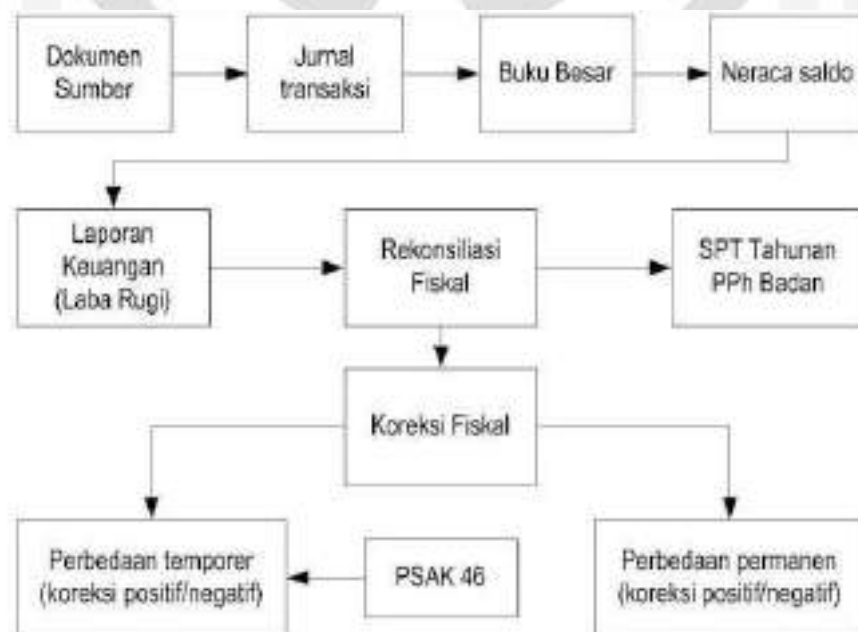 Dokumen
Sumber
Jurnal
transaksi
Buku Besar
Neraca saldo
Laporan
Keuangan
(Laba Rugi)
Rekonsiliasi
Fiskal
SPT Tahunan
PPh Badan
Koreksi Fiskal
Perbedaan temporer
(koreksi positif/negatif)
PSAK 46
Perbedaan permanen
(koreksi positif/negatif)